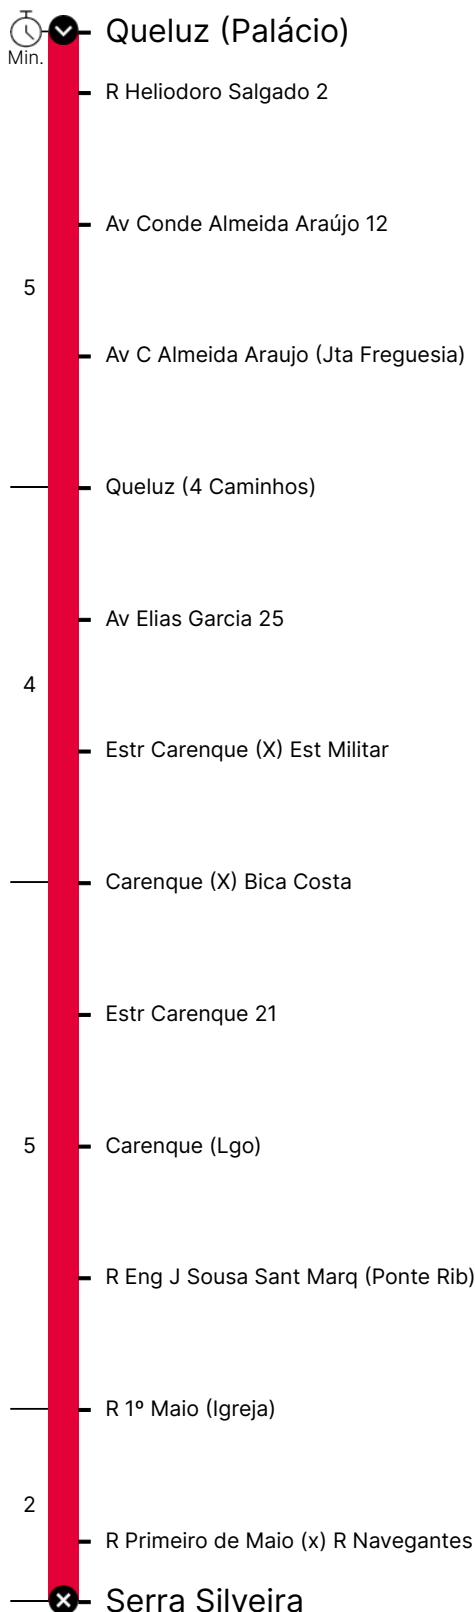 Queluz (Palácio)
Min.
R Heliodoro Salgado 2
Av Conde Almeida Araújo 12
5
Av C Almeida Araujo (Jta Freguesia)
Queluz (4 Caminhos)
Av Elias Garcia 25
4
Estr Carenque (X) Est Militar
Carenque (X) Bica Costa
Estr Carenque 21
5
Carenque (Lgo)
R Eng J Sousa Sant Marq (Ponte Rib)
R 1º Maio (Igreja)
2
R Primeiro de Maio (x) R Navegantes
Serra Silveira